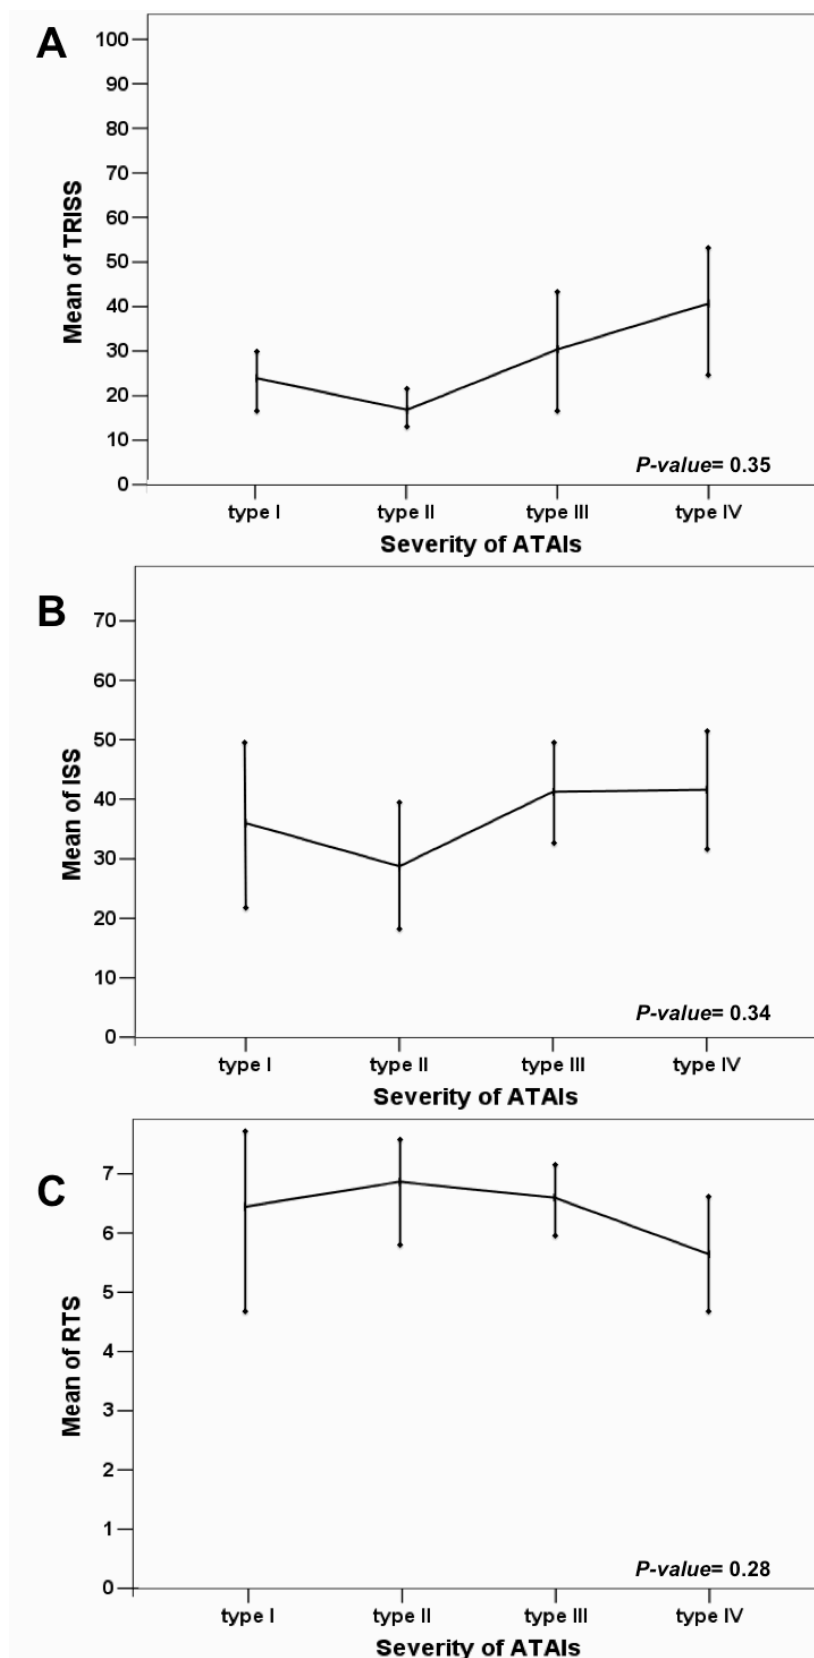 A
Mean of TRISS
100
90
80
70
60
50
40
30
20
10
0
P-value= 0.35
type I type II type III type IV
Severity of ATAIs
B
Mean of ISS
70
60
50
40
30
20
10
0
P-value= 0.34
type I type II type III type IV
Severity of ATAIs
C
Mean of RTS
7
6
5
4
3
2
1
0
P-value= 0.28
type I type II type III type IV
Severity of ATAIs